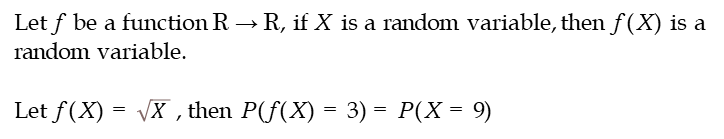 Let f be a function R → R, if X is a random variable, then f(X) is a
random variable.
Let f(X) = √X , then P(f(X) = 3) = P(X = 9)